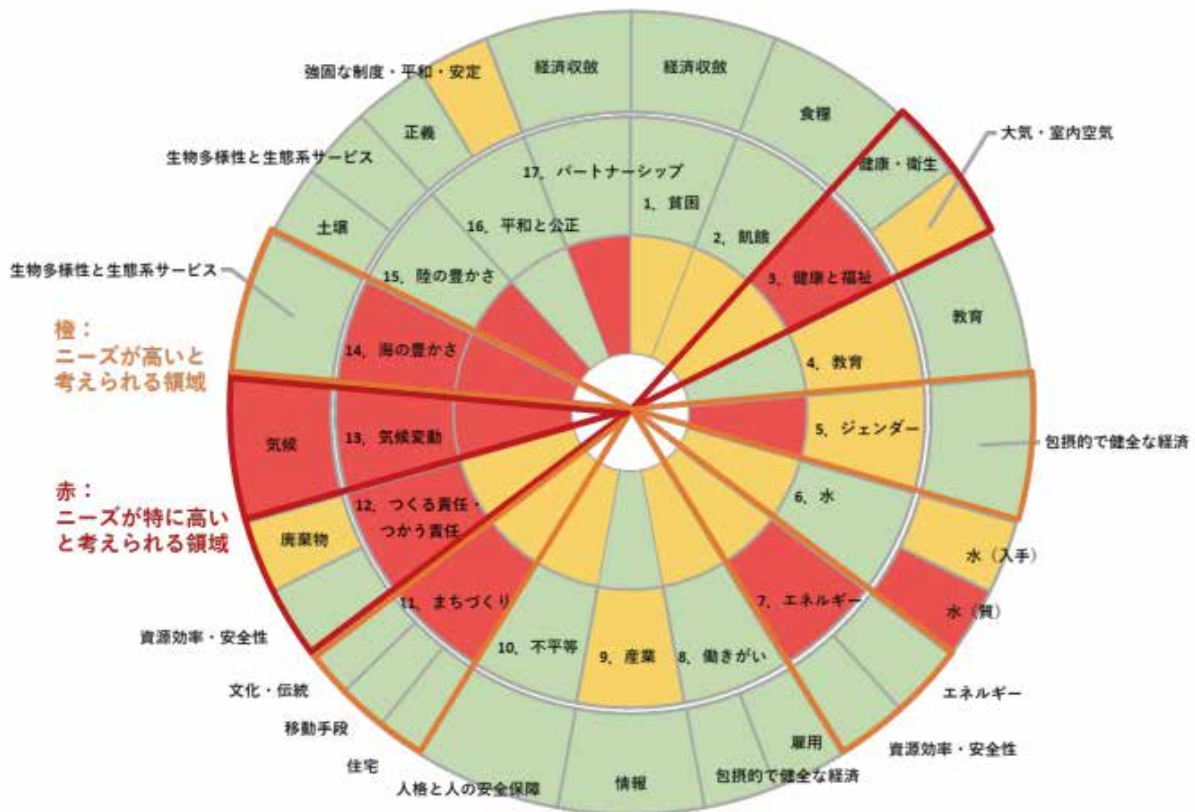 経済収斂
経済収斂
強固な制度・平和・安定
食糧
正義
大気・室内空気
健康・衛生
生物多様性と生態系サービス
17, パートナーシップ
1, 貧困
土壌
16, 平和と公正
2, 飢餓
生物多様性と生態系サービス
15, 陸の豊かさ
3, 健康と福祉
教育
橙：
ニーズが高いと
考えられる領域
14, 海の豊かさ
4, 教育
5, ジェンダー
包摂的で健全な経済
気候
13, 気候変動
赤：
ニーズが特に高い
と考えられる領域
12, つくる責任・
つかう責任
6, 水
廃棄物
水（入手）
11, まちづくり
7, エネルギー
水（質）
資源効率・安全性
10, 不平等
9, 産業
8, 働きがい
文化・伝統
エネルギー
移動手段
雇用
資源効率・安全性
住宅
人格と人の安全保障
情報
包摂的で健全な経済